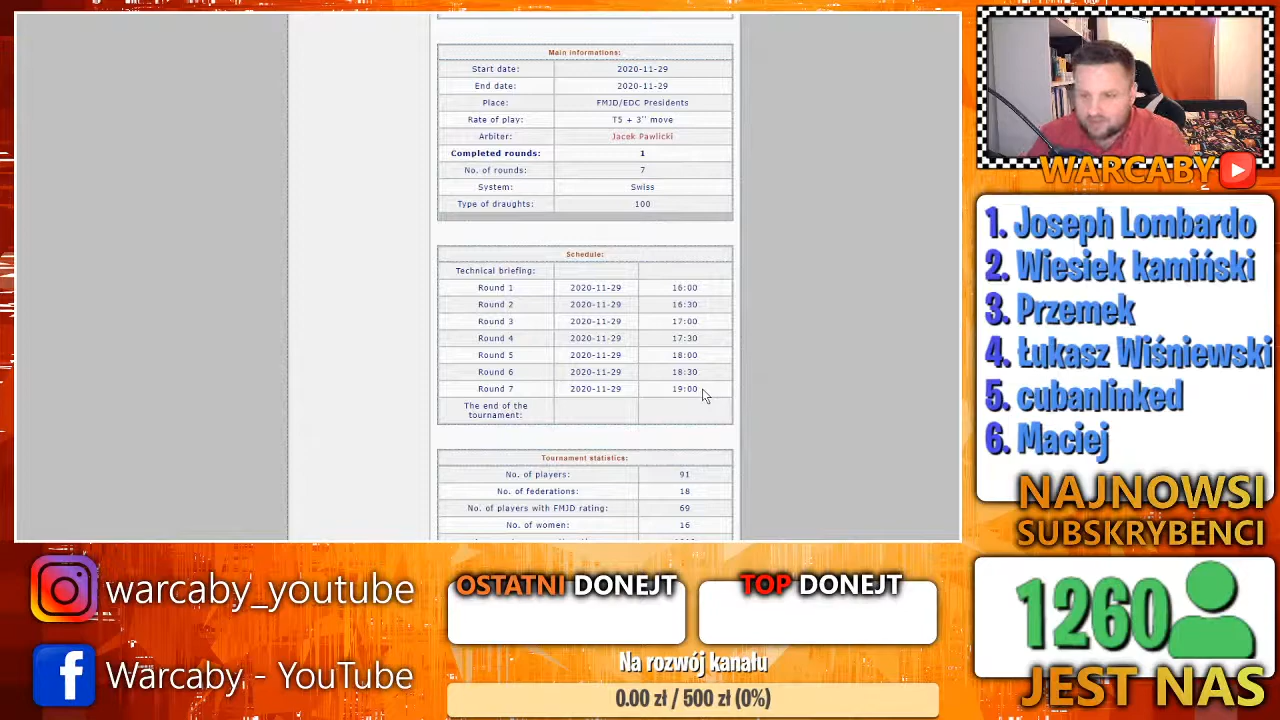 Main informations:
Start date: 2020-11-29
End date: 2020-11-29
Place: FMJD/EDC Presidents
Rate of play: T5 + 3'' move
Arbiter: Jacek Pawlicki
Completed rounds: 1
No. of rounds: 7
System: Swiss
Type of draughts: 100
Schedule:
Technical briefing:
Round 1 2020-11-29 16:00
Round 2 2020-11-29 16:30
Round 3 2020-11-29 17:00
Round 4 2020-11-29 17:30
Round 5 2020-11-29 18:00
Round 6 2020-11-29 18:30
Round 7 2020-11-29 19:00
The end of the
tournament:
Tournament statistics:
No. of players: 91
No. of federations: 18
No. of players with FMJD rating: 69
No. of women: 16
WARCABY
1. Joseph Lombardo
2. Wiesiek kamiński
3. Przemek
4. Łukasz Wiśniewski
5. cubanlinked
6. Maciej
NAJNOWSI
SUBSKRYBENCI
1260
JEST NAS
warcaby_youtube
Warcaby - YouTube
OSTATNI DONEJT
TOP DONEJT
Na rozwój kanału
0.00 zł / 500 zł (0%)